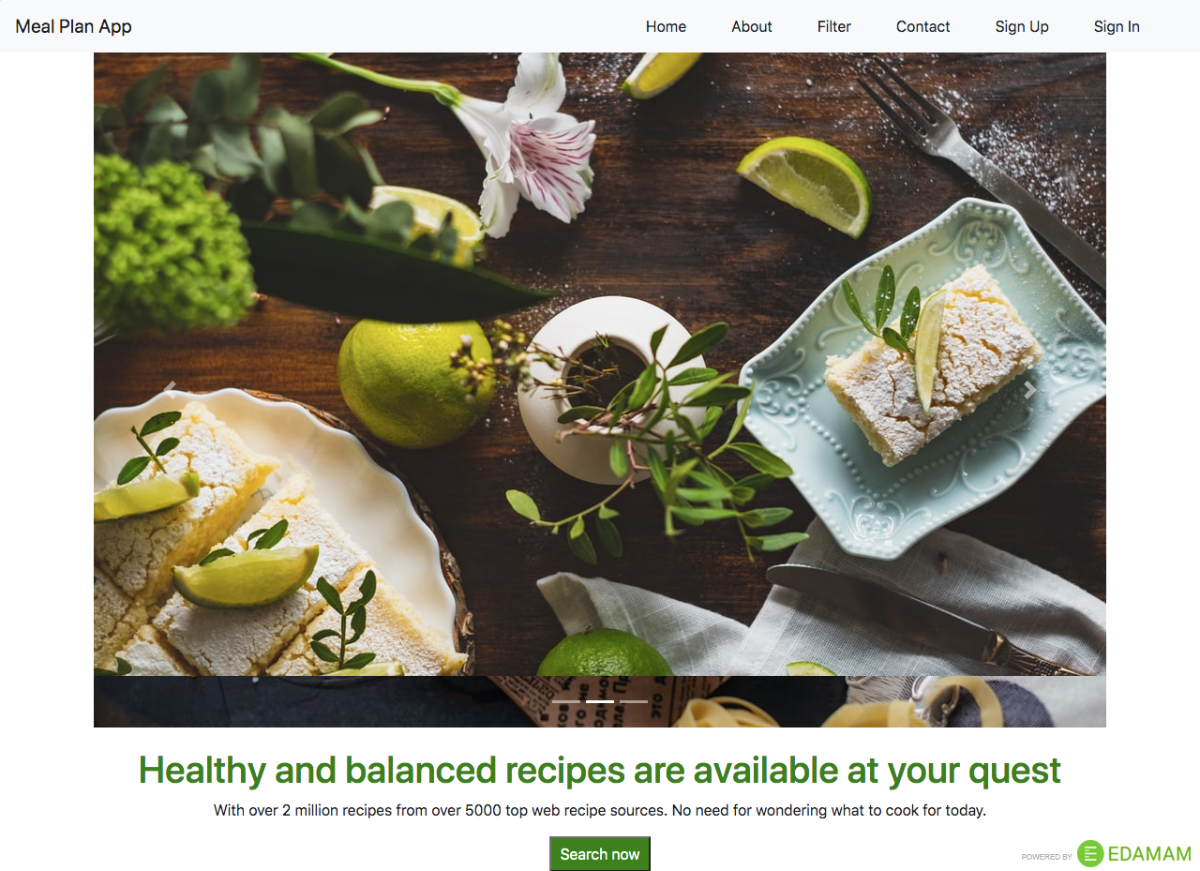 Meal Plan App
Home
About
Filter
Contact
Sign Up
Sign In
Healthy and balanced recipes are available at your quest
With over 2 million recipes from over 5000 top web recipe sources. No need for wondering what to cook for today.
Search now
POWERED BY EDAMAM